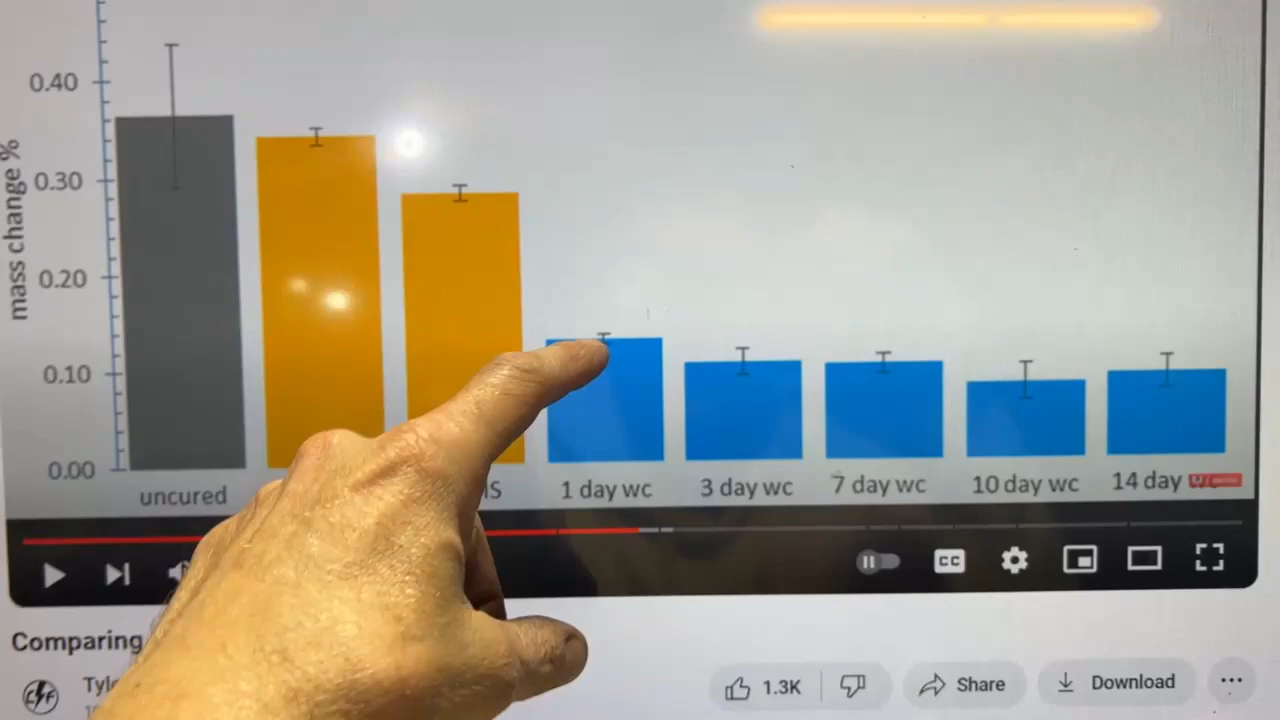 0.40
0.30
0.20
0.10
0.00
mass change %
uncured
1 day wc
3 day wc
7 day wc
10 day wc
14 day
CC
Comparing
1.3K
Share
Download